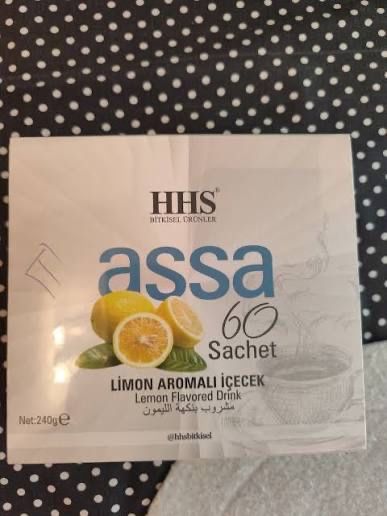 HHS®
BİTKİSEL ÜRÜNLER
assa
60
Sachet
LİMON AROMALI İÇECEK
Lemon Flavored Drink
مشروب بنكهة الليمون
Net:240g℮
@hhsbitkisel